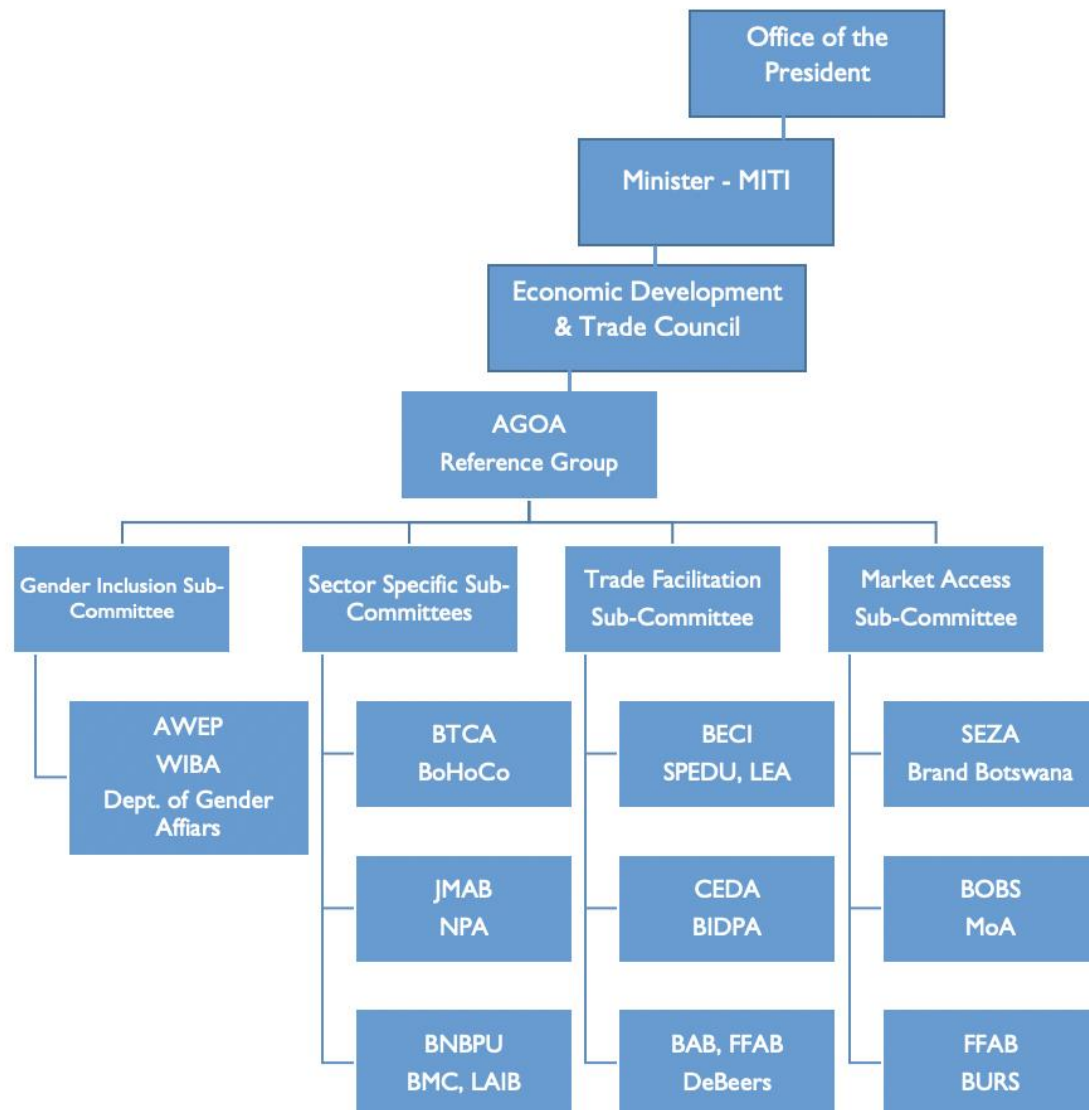 Office of the
President
Minister - MITI
Economic Development
& Trade Council
AGOA
Reference Group
Gender Inclusion Sub-
Committee
Sector Specific Sub-
Committees
Trade Facilitation
Sub-Committee
Market Access
Sub-Committee
AWEP
WIBA
Dept. of Gender
Affiars
BTCA
BoHoCo
BECI
SPEDU, LEA
SEZA
Brand Botswana
JMAB
NPA
CEDA
BIDPA
BOBS
MoA
BNBPU
BMC, LAIB
BAB, FFAB
DeBeers
FFAB
BURS